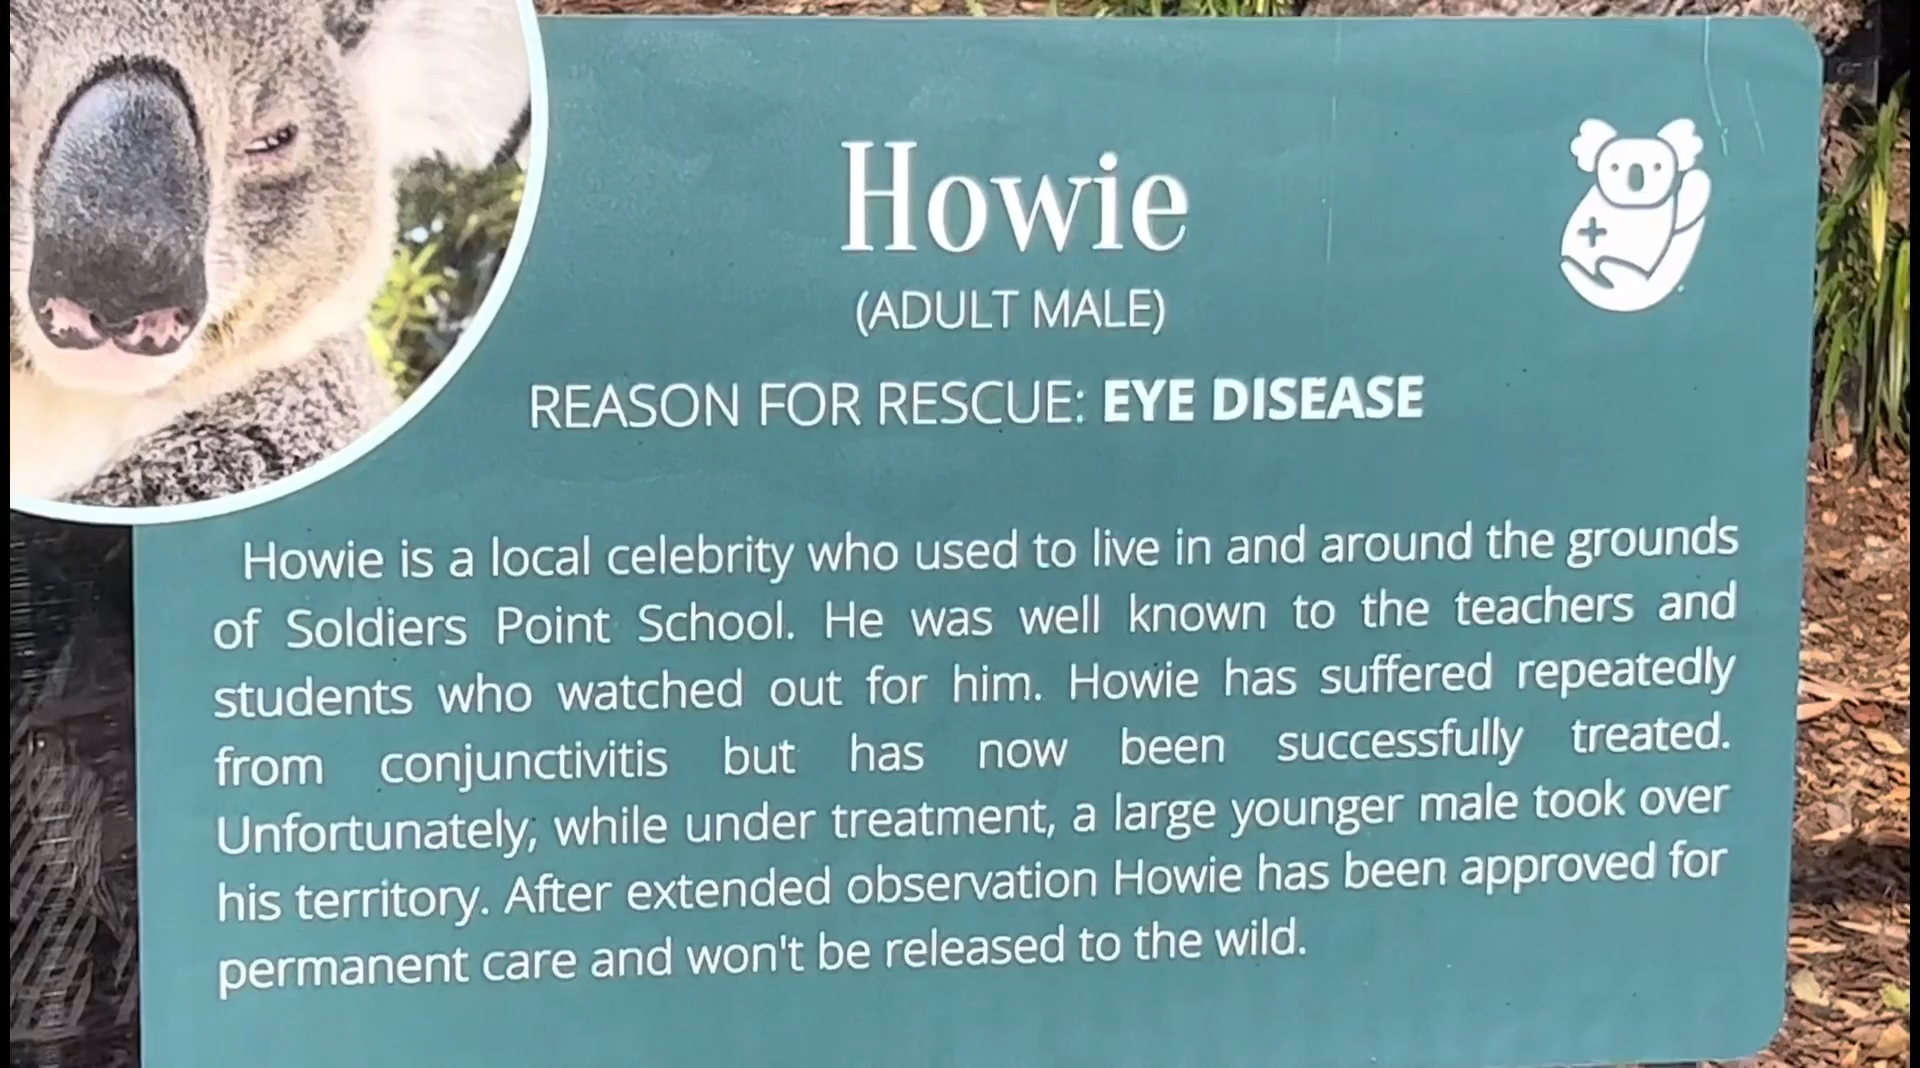 Howie
(ADULT MALE)
REASON FOR RESCUE: EYE DISEASE
Howie is a local celebrity who used to live in and around the grounds
of Soldiers Point School. He was well known to the teachers and
students who watched out for him. Howie has suffered repeatedly
from conjunctivitis but has now been successfully treated.
Unfortunately, while under treatment, a large younger male took over
his territory. After extended observation Howie has been approved for
permanent care and won't be released to the wild.